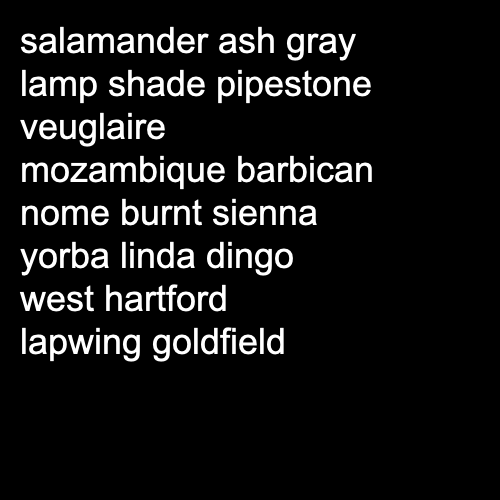 salamander ash gray
lamp shade pipestone
veuglaire
mozambique barbican
nome burnt sienna
yorba linda dingo
west hartford
lapwing goldfield